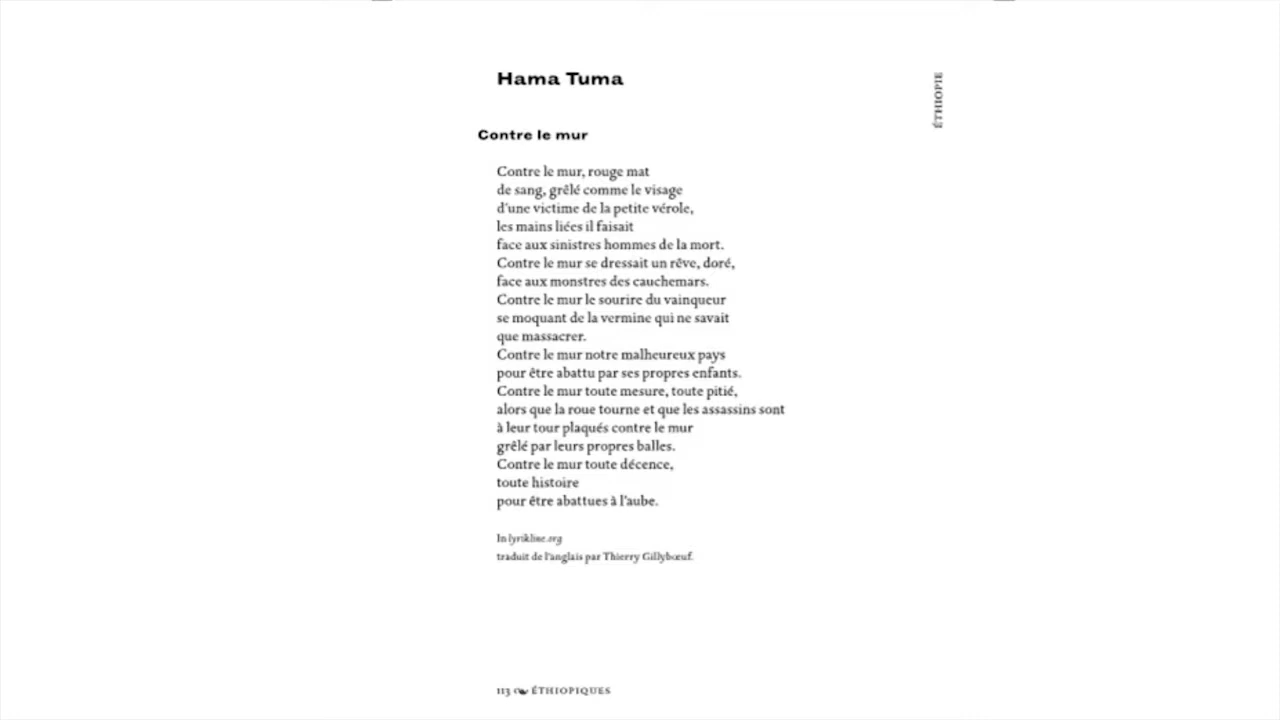 Hama Tuma
ÉTHIOPIE
Contre le mur
Contre le mur, rouge mat
de sang, grêlé comme le visage
d'une victime de la petite vérole,
les mains liées il faisait
face aux sinistres hommes de la mort.
Contre le mur se dressait un rêve, doré,
face aux monstres des cauchemars.
Contre le mur le sourire du vainqueur
se moquant de la vermine qui ne savait
que massacrer.
Contre le mur notre malheureux pays
pour être abattu par ses propres enfants.
Contre le mur toute mesure, toute pitié,
alors que la roue tourne et que les assassins sont
à leur tour plaqués contre le mur
grêlé par leurs propres balles.
Contre le mur toute décence,
toute histoire
pour être abattues à l'aube.
In lyrikline.org
traduit de l'anglais par Thierry Gillybœuf.
113 ❧ ÉTHIOPIQUES